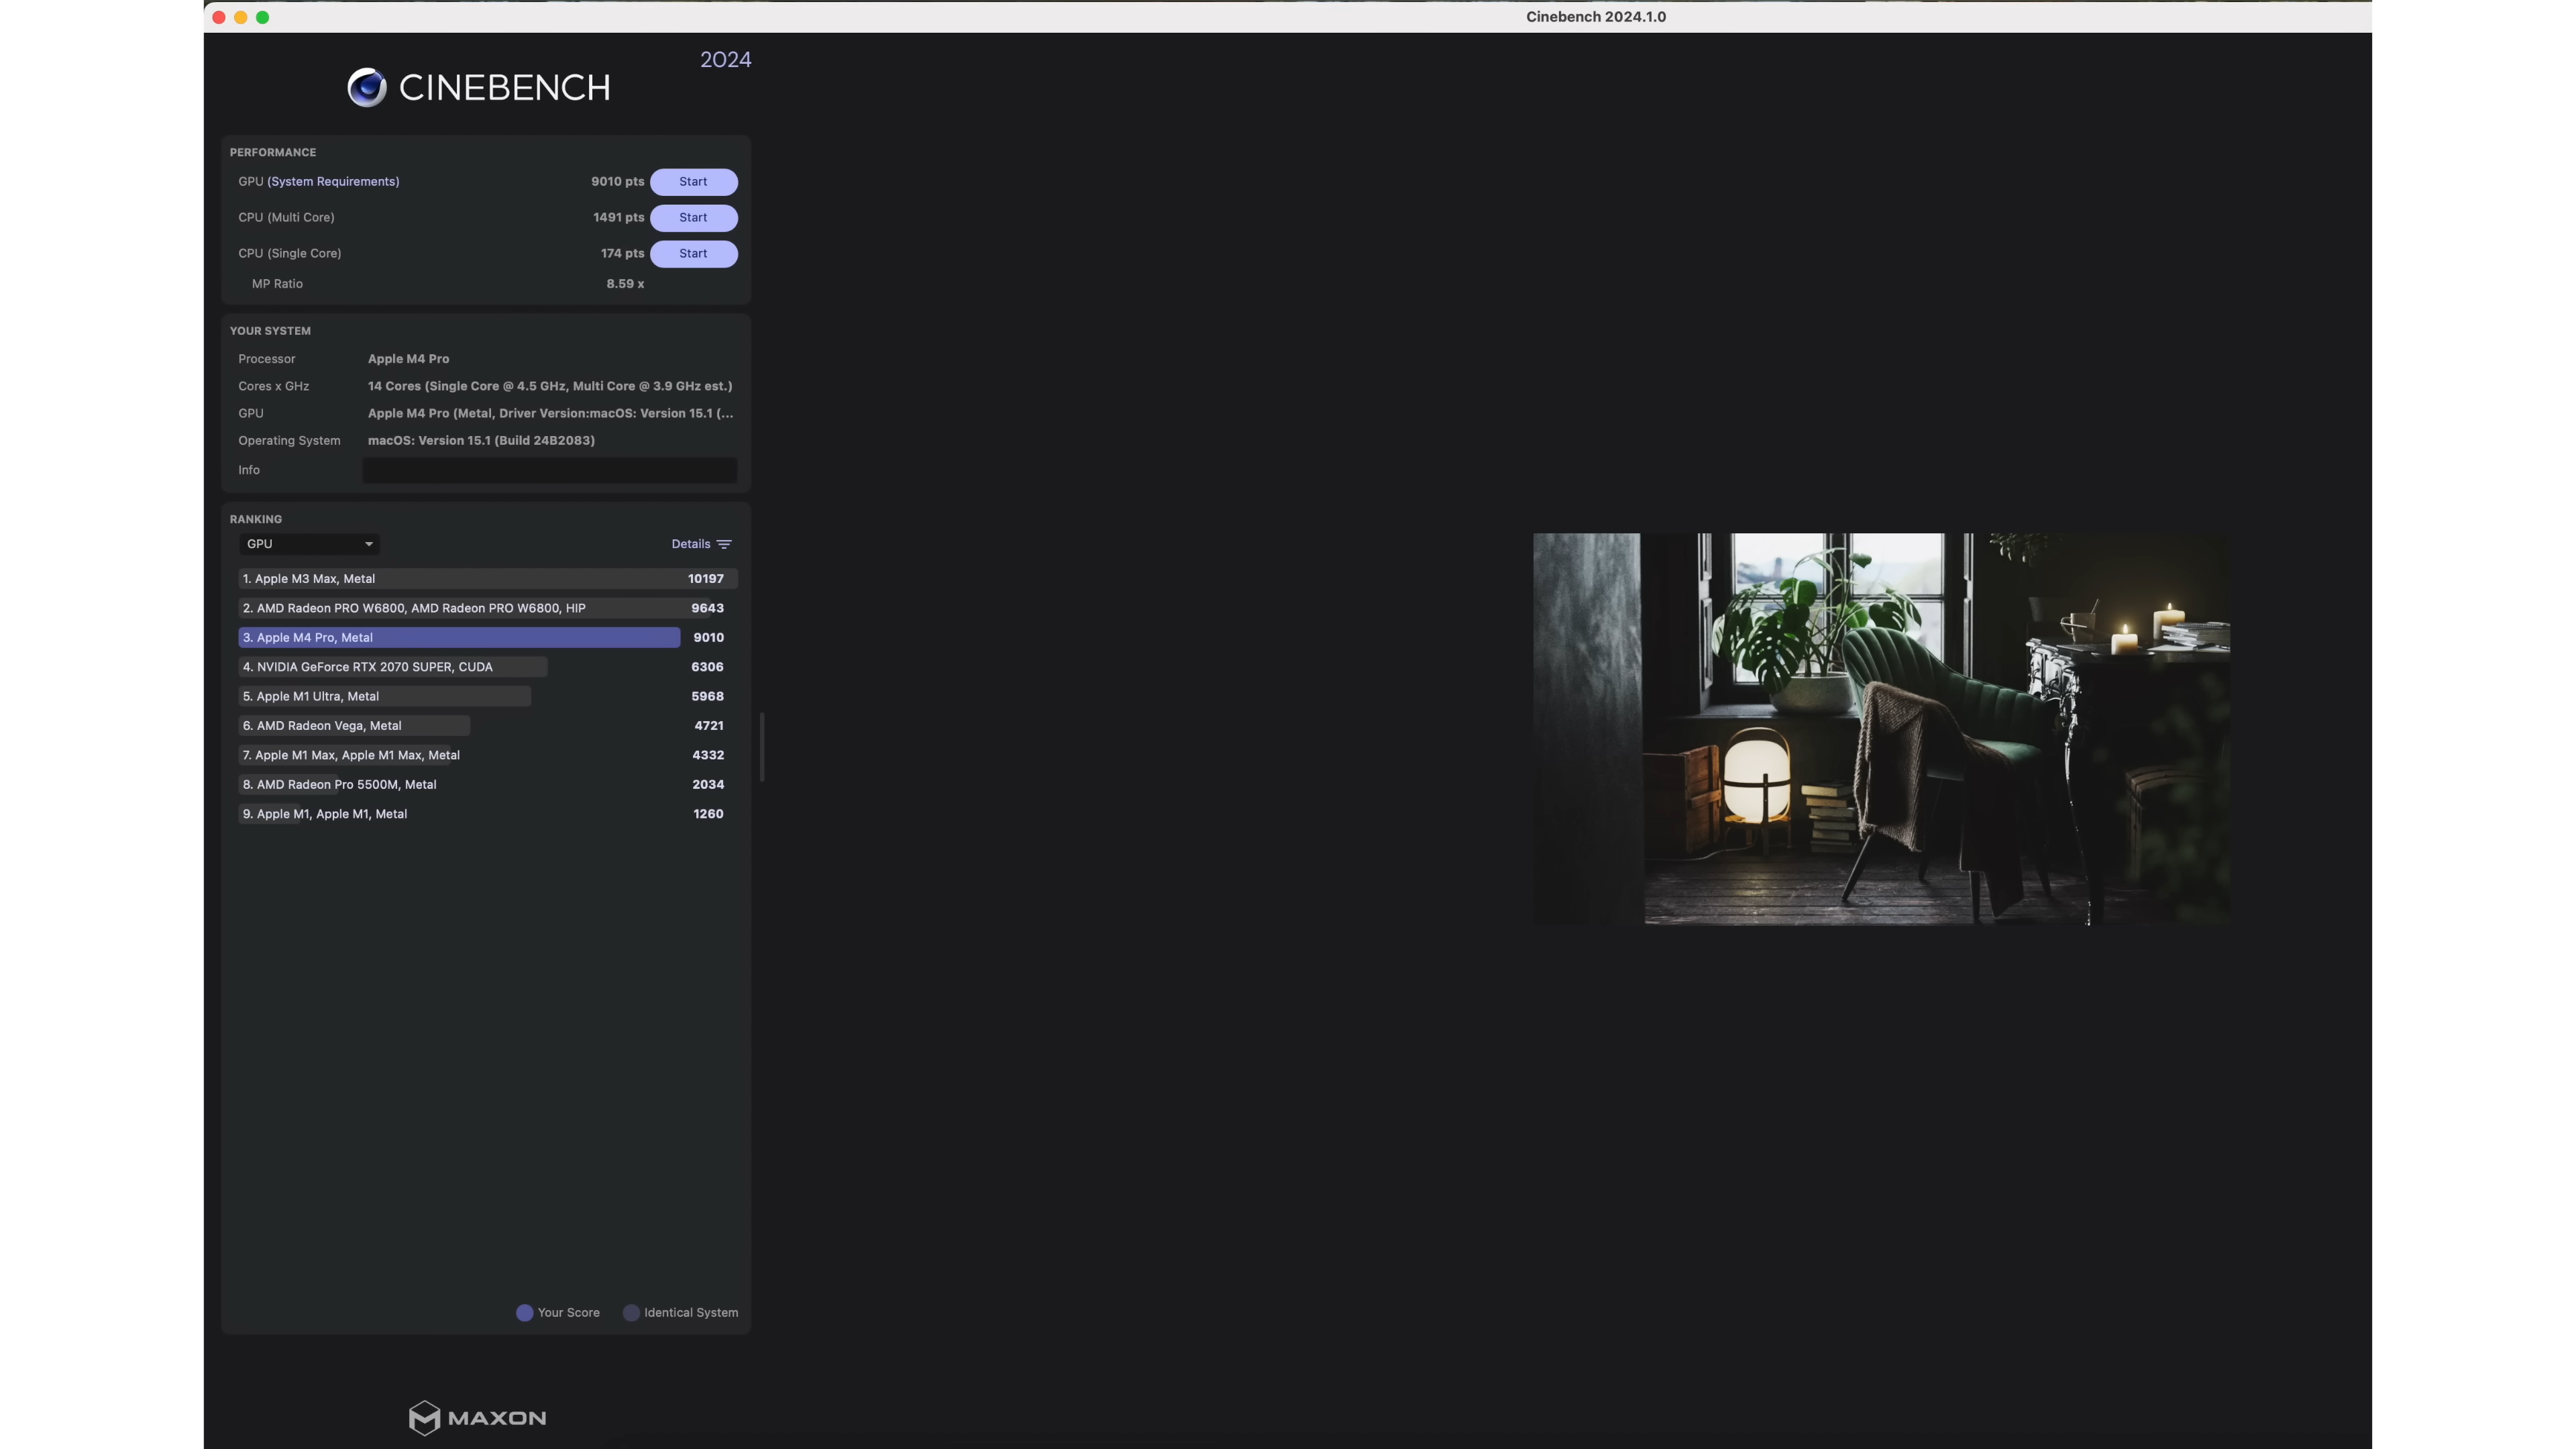 Cinebench 2024.1.0
2024
CINEBENCH
PERFORMANCE
GPU (System Requirements) 9010 pts Start
CPU (Multi Core) 1491 pts Start
CPU (Single Core) 174 pts Start
MP Ratio 8.59 x
YOUR SYSTEM
Processor Apple M4 Pro
Cores x GHz 14 Cores (Single Core @ 4.5 GHz, Multi Core @ 3.9 GHz est.)
GPU Apple M4 Pro (Metal, Driver Version:macOS: Version 15.1 (...
Operating System macOS: Version 15.1 (Build 24B2083)
Info
RANKING
GPU Details
1. Apple M3 Max, Metal 10197
2. AMD Radeon PRO W6800, AMD Radeon PRO W6800, HIP 9643
3. Apple M4 Pro, Metal 9010
4. NVIDIA GeForce RTX 2070 SUPER, CUDA 6306
5. Apple M1 Ultra, Metal 5968
6. AMD Radeon Vega, Metal 4721
7. Apple M1 Max, Apple M1 Max, Metal 4332
8. AMD Radeon Pro 5500M, Metal 2034
9. Apple M1, Apple M1, Metal 1260
Your Score Identical System
MAXON